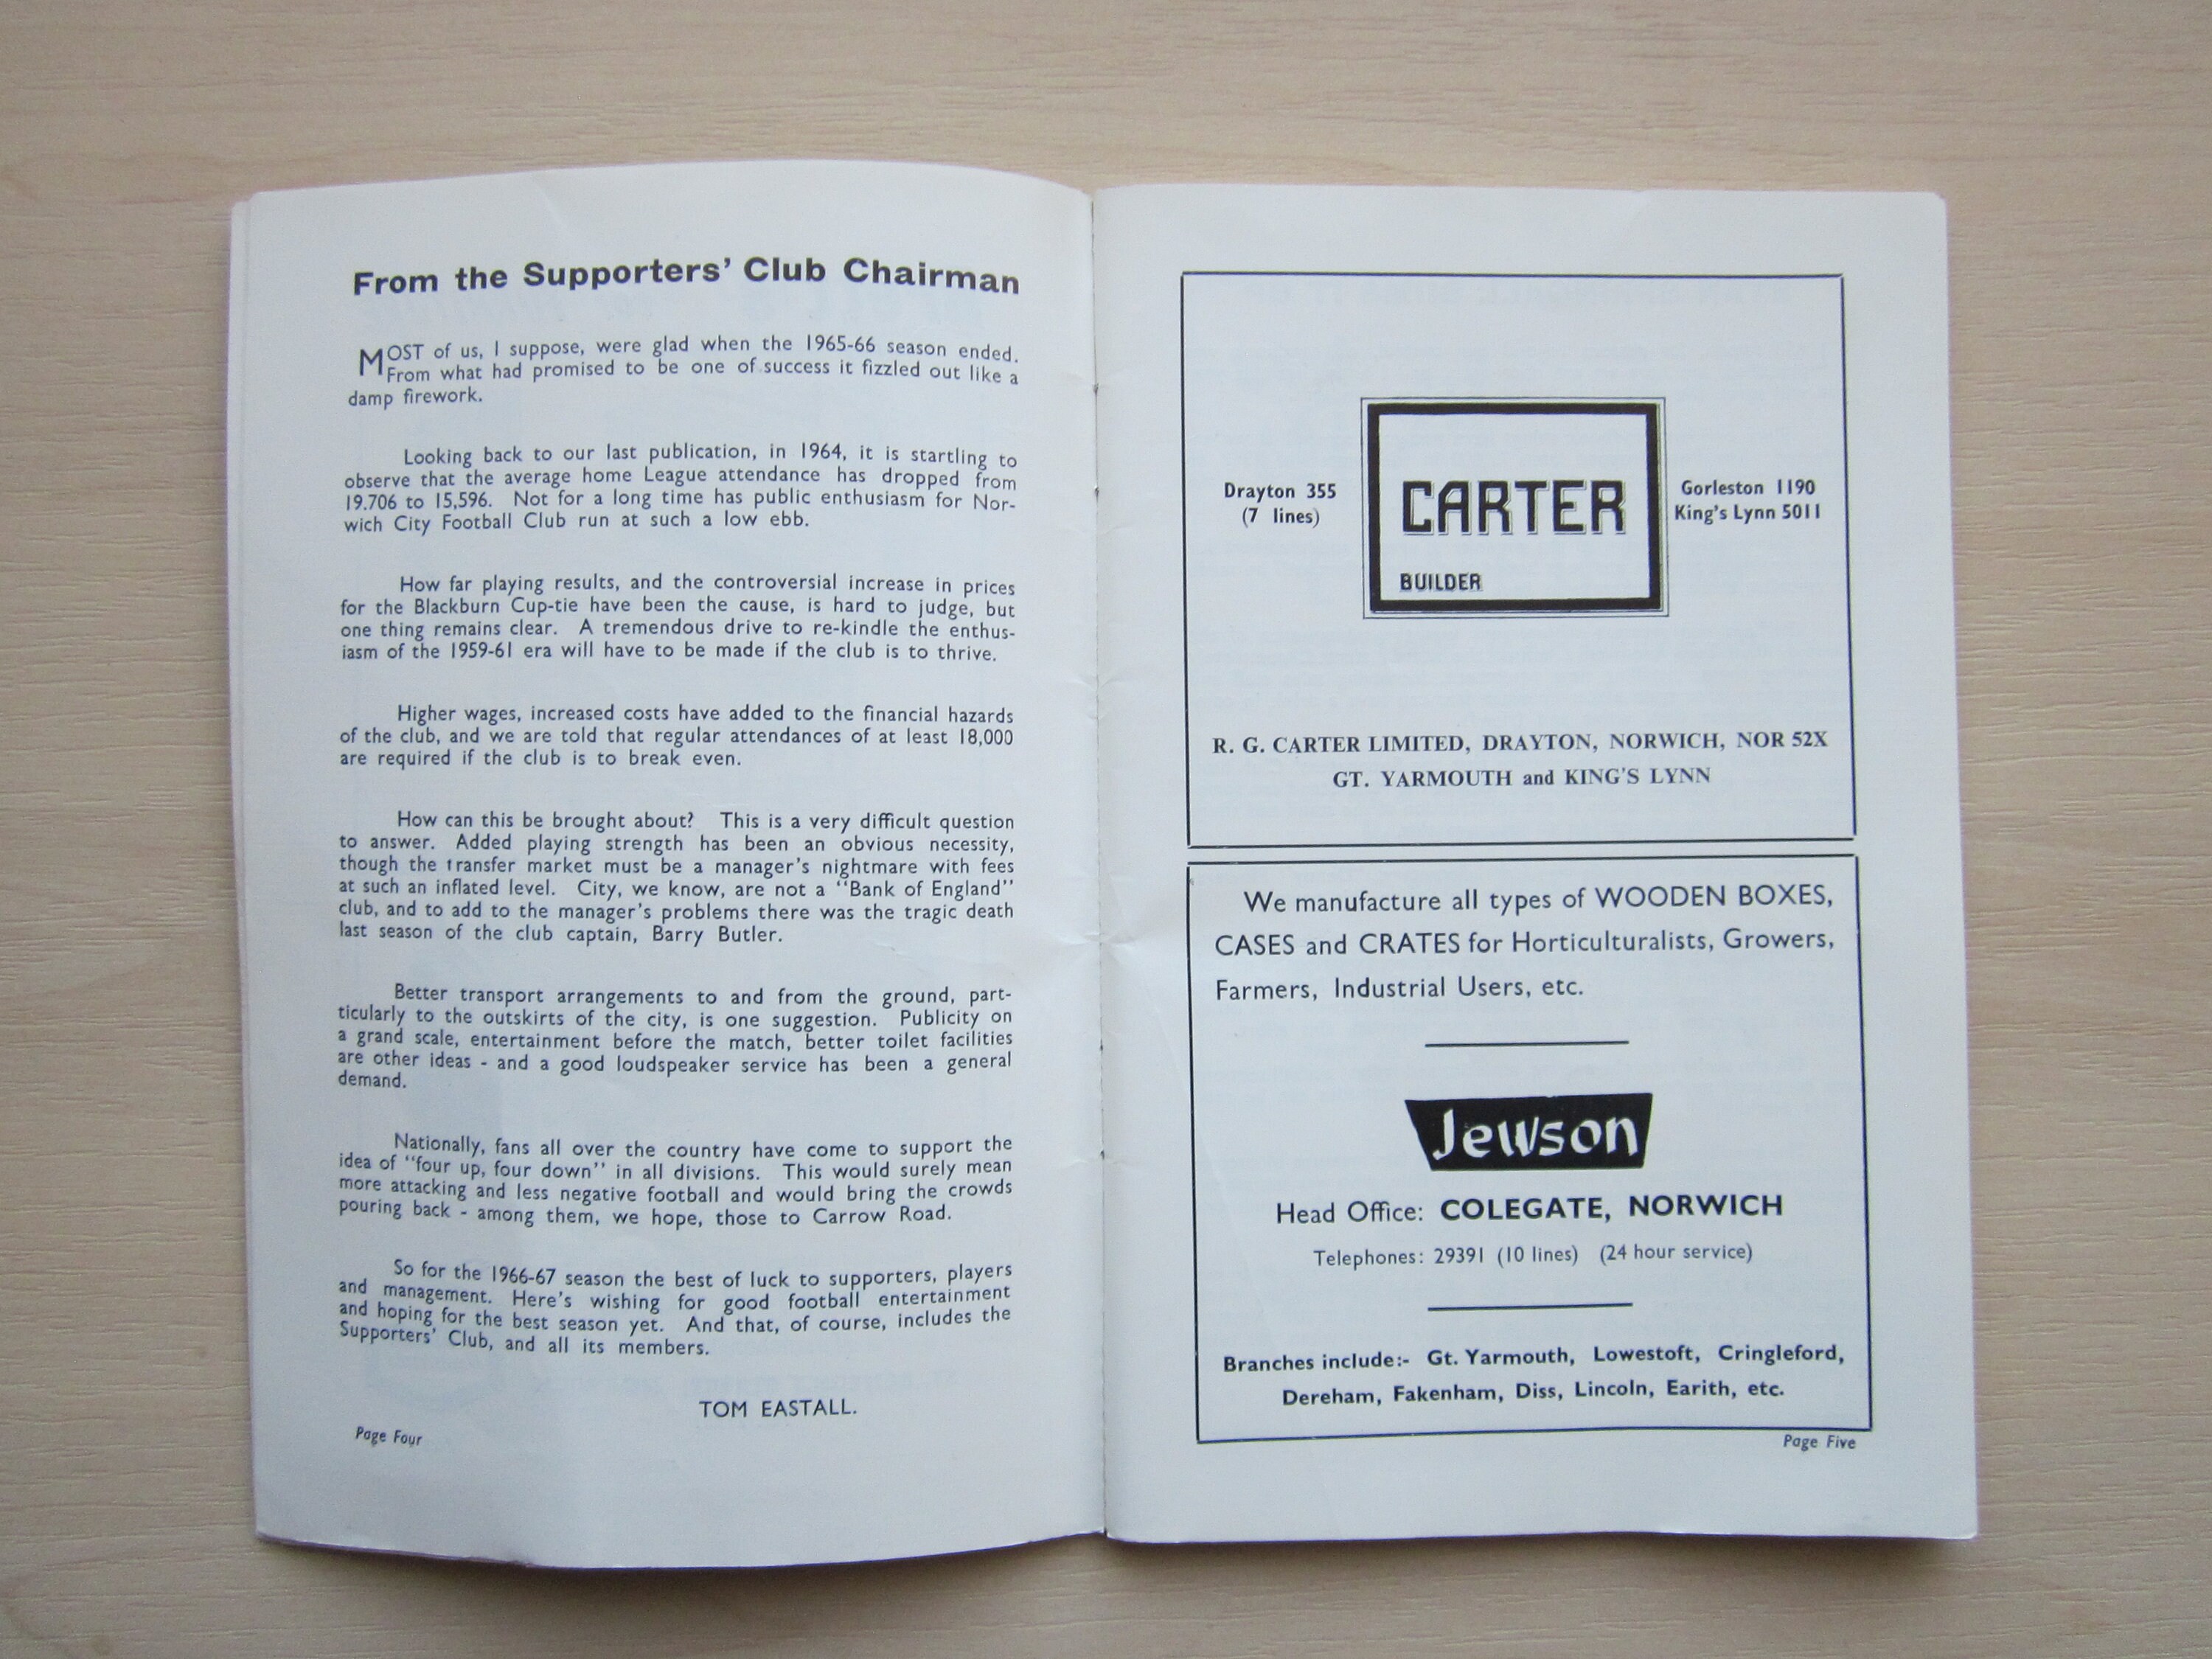 From the Supporters' Club Chairman
MOST of us, I suppose, were glad when the 1965-66 season ended.
From what had promised to be one of success it fizzled out like a
damp firework.
Looking back to our last publication, in 1964, it is startling to
observe that the average home League attendance has dropped from
19.706 to 15,596. Not for a long time has public enthusiasm for Nor-
wich City Football Club run at such a low ebb.
How far playing results, and the controversial increase in prices
for the Blackburn Cup-tie have been the cause, is hard to judge, but
one thing remains clear. A tremendous drive to re-kindle the enthus-
iasm of the 1959-61 era will have to be made if the club is to thrive.
Higher wages, increased costs have added to the financial hazards
of the club, and we are told that regular attendances of at least 18,000
are required if the club is to break even.
How can this be brought about? This is a very difficult question
to answer. Added playing strength has been an obvious necessity,
though the transfer market must be a manager's nightmare with fees
at such an inflated level. City, we know, are not a "Bank of England"
club, and to add to the manager's problems there was the tragic death
last season of the club captain, Barry Butler.
Better transport arrangements to and from the ground, part-
ticularly to the outskirts of the city, is one suggestion. Publicity on
a grand scale, entertainment before the match, better toilet facilities
are other ideas - and a good loudspeaker service has been a general
demand.
Nationally, fans all over the country have come to support the
idea of "four up, four down" in all divisions. This would surely mean
more attacking and less negative football and would bring the crowds
pouring back - among them, we hope, those to Carrow Road.
So for the 1966-67 season the best of luck to supporters, players
and management. Here's wishing for good football entertainment
and hoping for the best season yet. And that, of course, includes the
Supporters' Club, and all its members.
TOM EASTALL.
Page Four
Drayton 355
(7 lines)
CARTER
BUILDER
Gorleston 1190
King's Lynn 5011
R. G. CARTER LIMITED, DRAYTON, NORWICH, NOR 52X
GT. YARMOUTH and KING'S LYNN
We manufacture all types of WOODEN BOXES,
CASES and CRATES for Horticulturalists, Growers,
Farmers, Industrial Users, etc.
Jewson
Head Office: COLEGATE, NORWICH
Telephones: 29391 (10 lines) (24 hour service)
Branches include:- Gt. Yarmouth, Lowestoft, Cringleford,
Dereham, Fakenham, Diss, Lincoln, Earith, etc.
Page Five